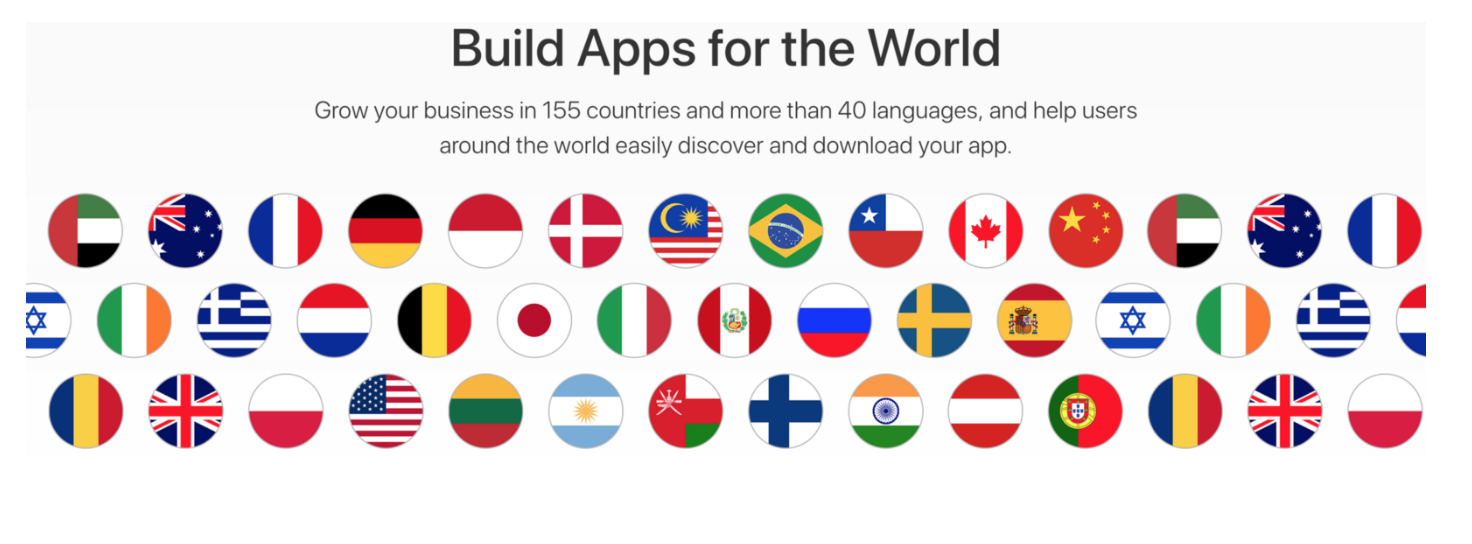 Build Apps for the World
Grow your business in 155 countries and more than 40 languages, and help users
around the world easily discover and download your app.